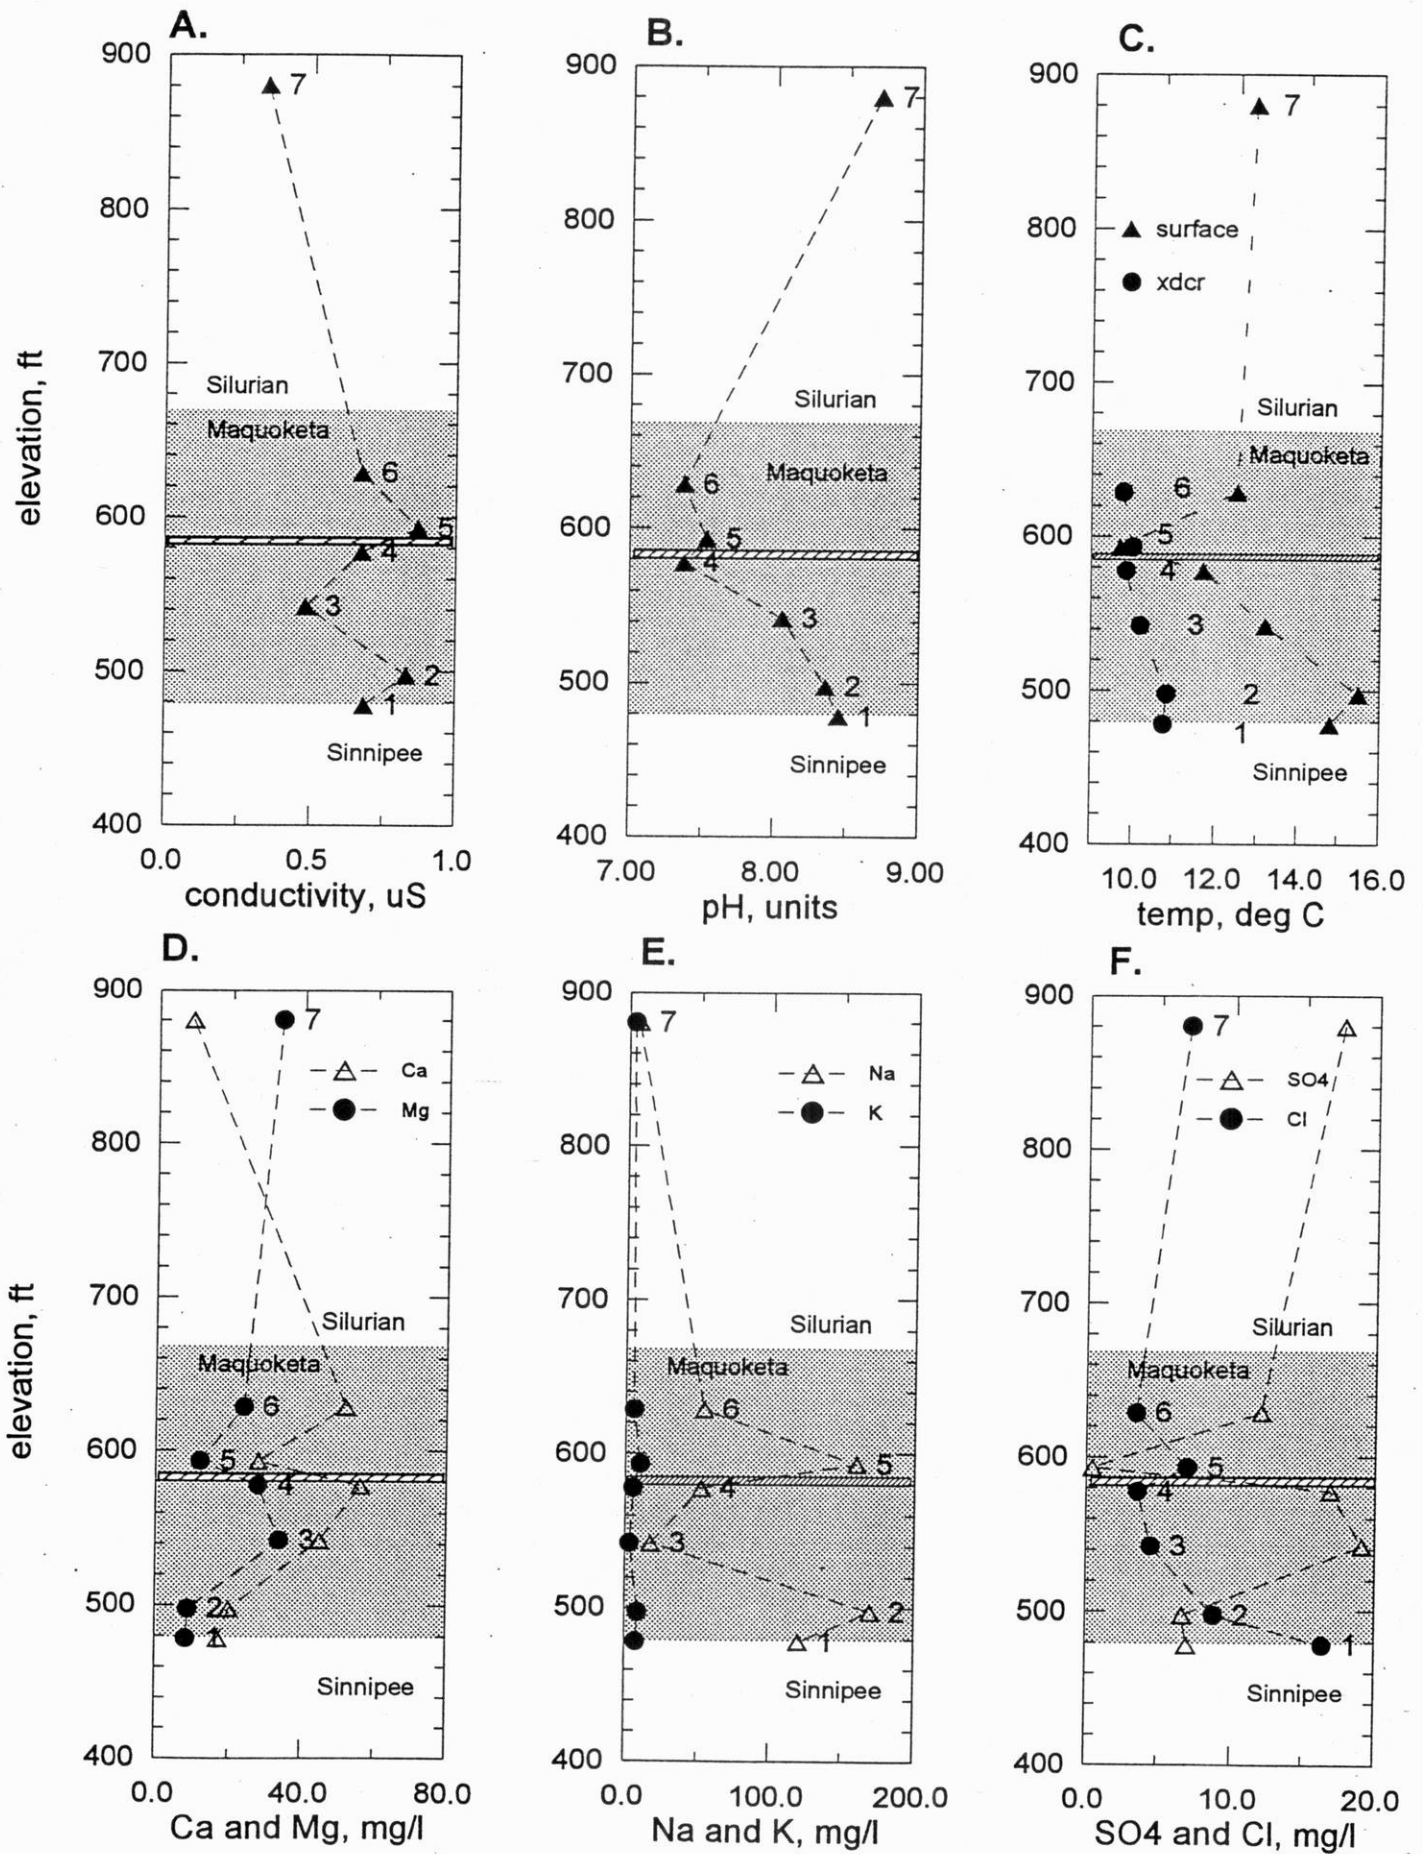 A.
900
800
700
600
500
400
elevation, ft
7
Silurian
Maquoketa
6
5
4
3
2
1
Sinnipee
0.0 0.5 1.0
conductivity, uS
B.
900
800
700
600
500
400
7
Silurian
Maquoketa
6
5
4
3
2
1
Sinnipee
7.00 8.00 9.00
pH, units
C.
900
800
700
600
500
400
7
surface
xdcr
Silurian
Maquoketa
6
5
4
3
2
1
Sinnipee
10.0 12.0 14.0 16.0
temp, deg C
D.
900
800
700
600
500
400
elevation, ft
7
Ca
Mg
Silurian
Maquoketa
6
5
4
3
2
1
Sinnipee
0.0 40.0 80.0
Ca and Mg, mg/l
E.
900
800
700
600
500
400
7
Na
K
Silurian
Maquoketa
6
5
4
3
2
1
Sinnipee
0.0 100.0 200.0
Na and K, mg/l
F.
900
800
700
600
500
400
7
SO4
Cl
Silurian
Maquoketa
6
5
4
3
2
1
Sinnipee
0.0 10.0 20.0
SO4 and Cl, mg/l